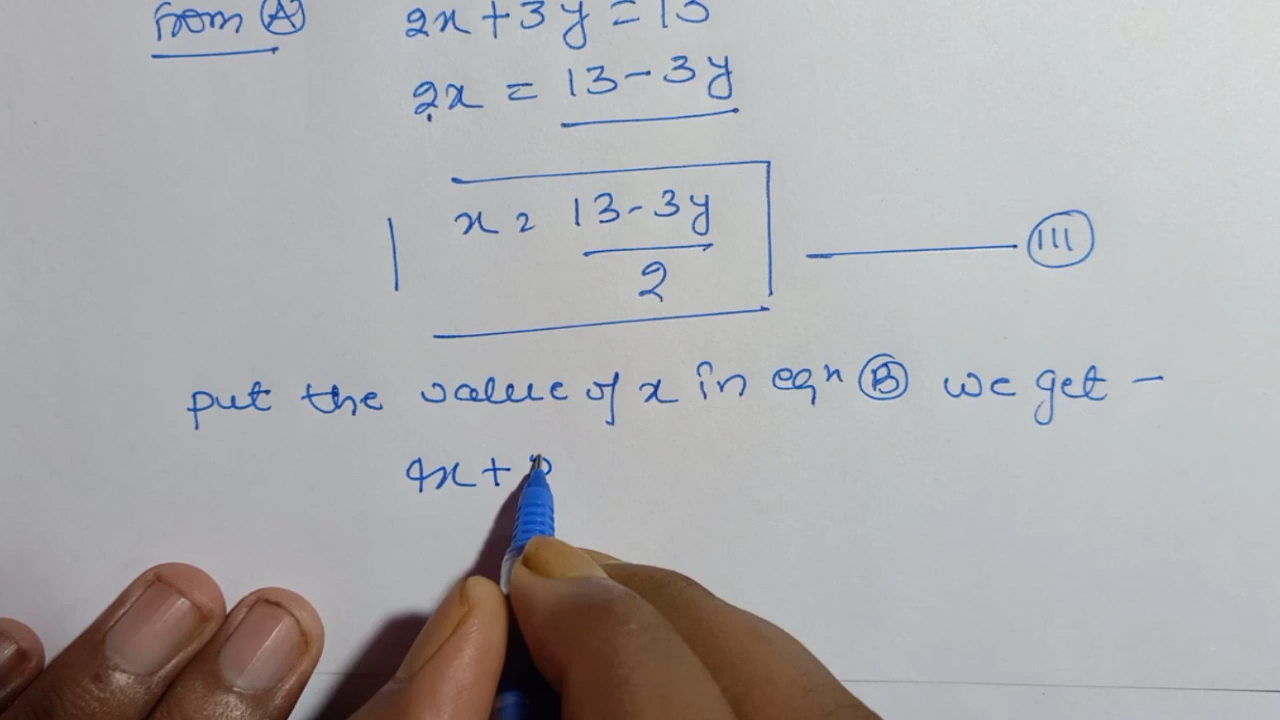 From Ⓐ 2x + 3y = 13
2x = 13 - 3y
x = 13 - 3y / 2 (III)
put the value of x in eqn Ⓑ we get -
4x +